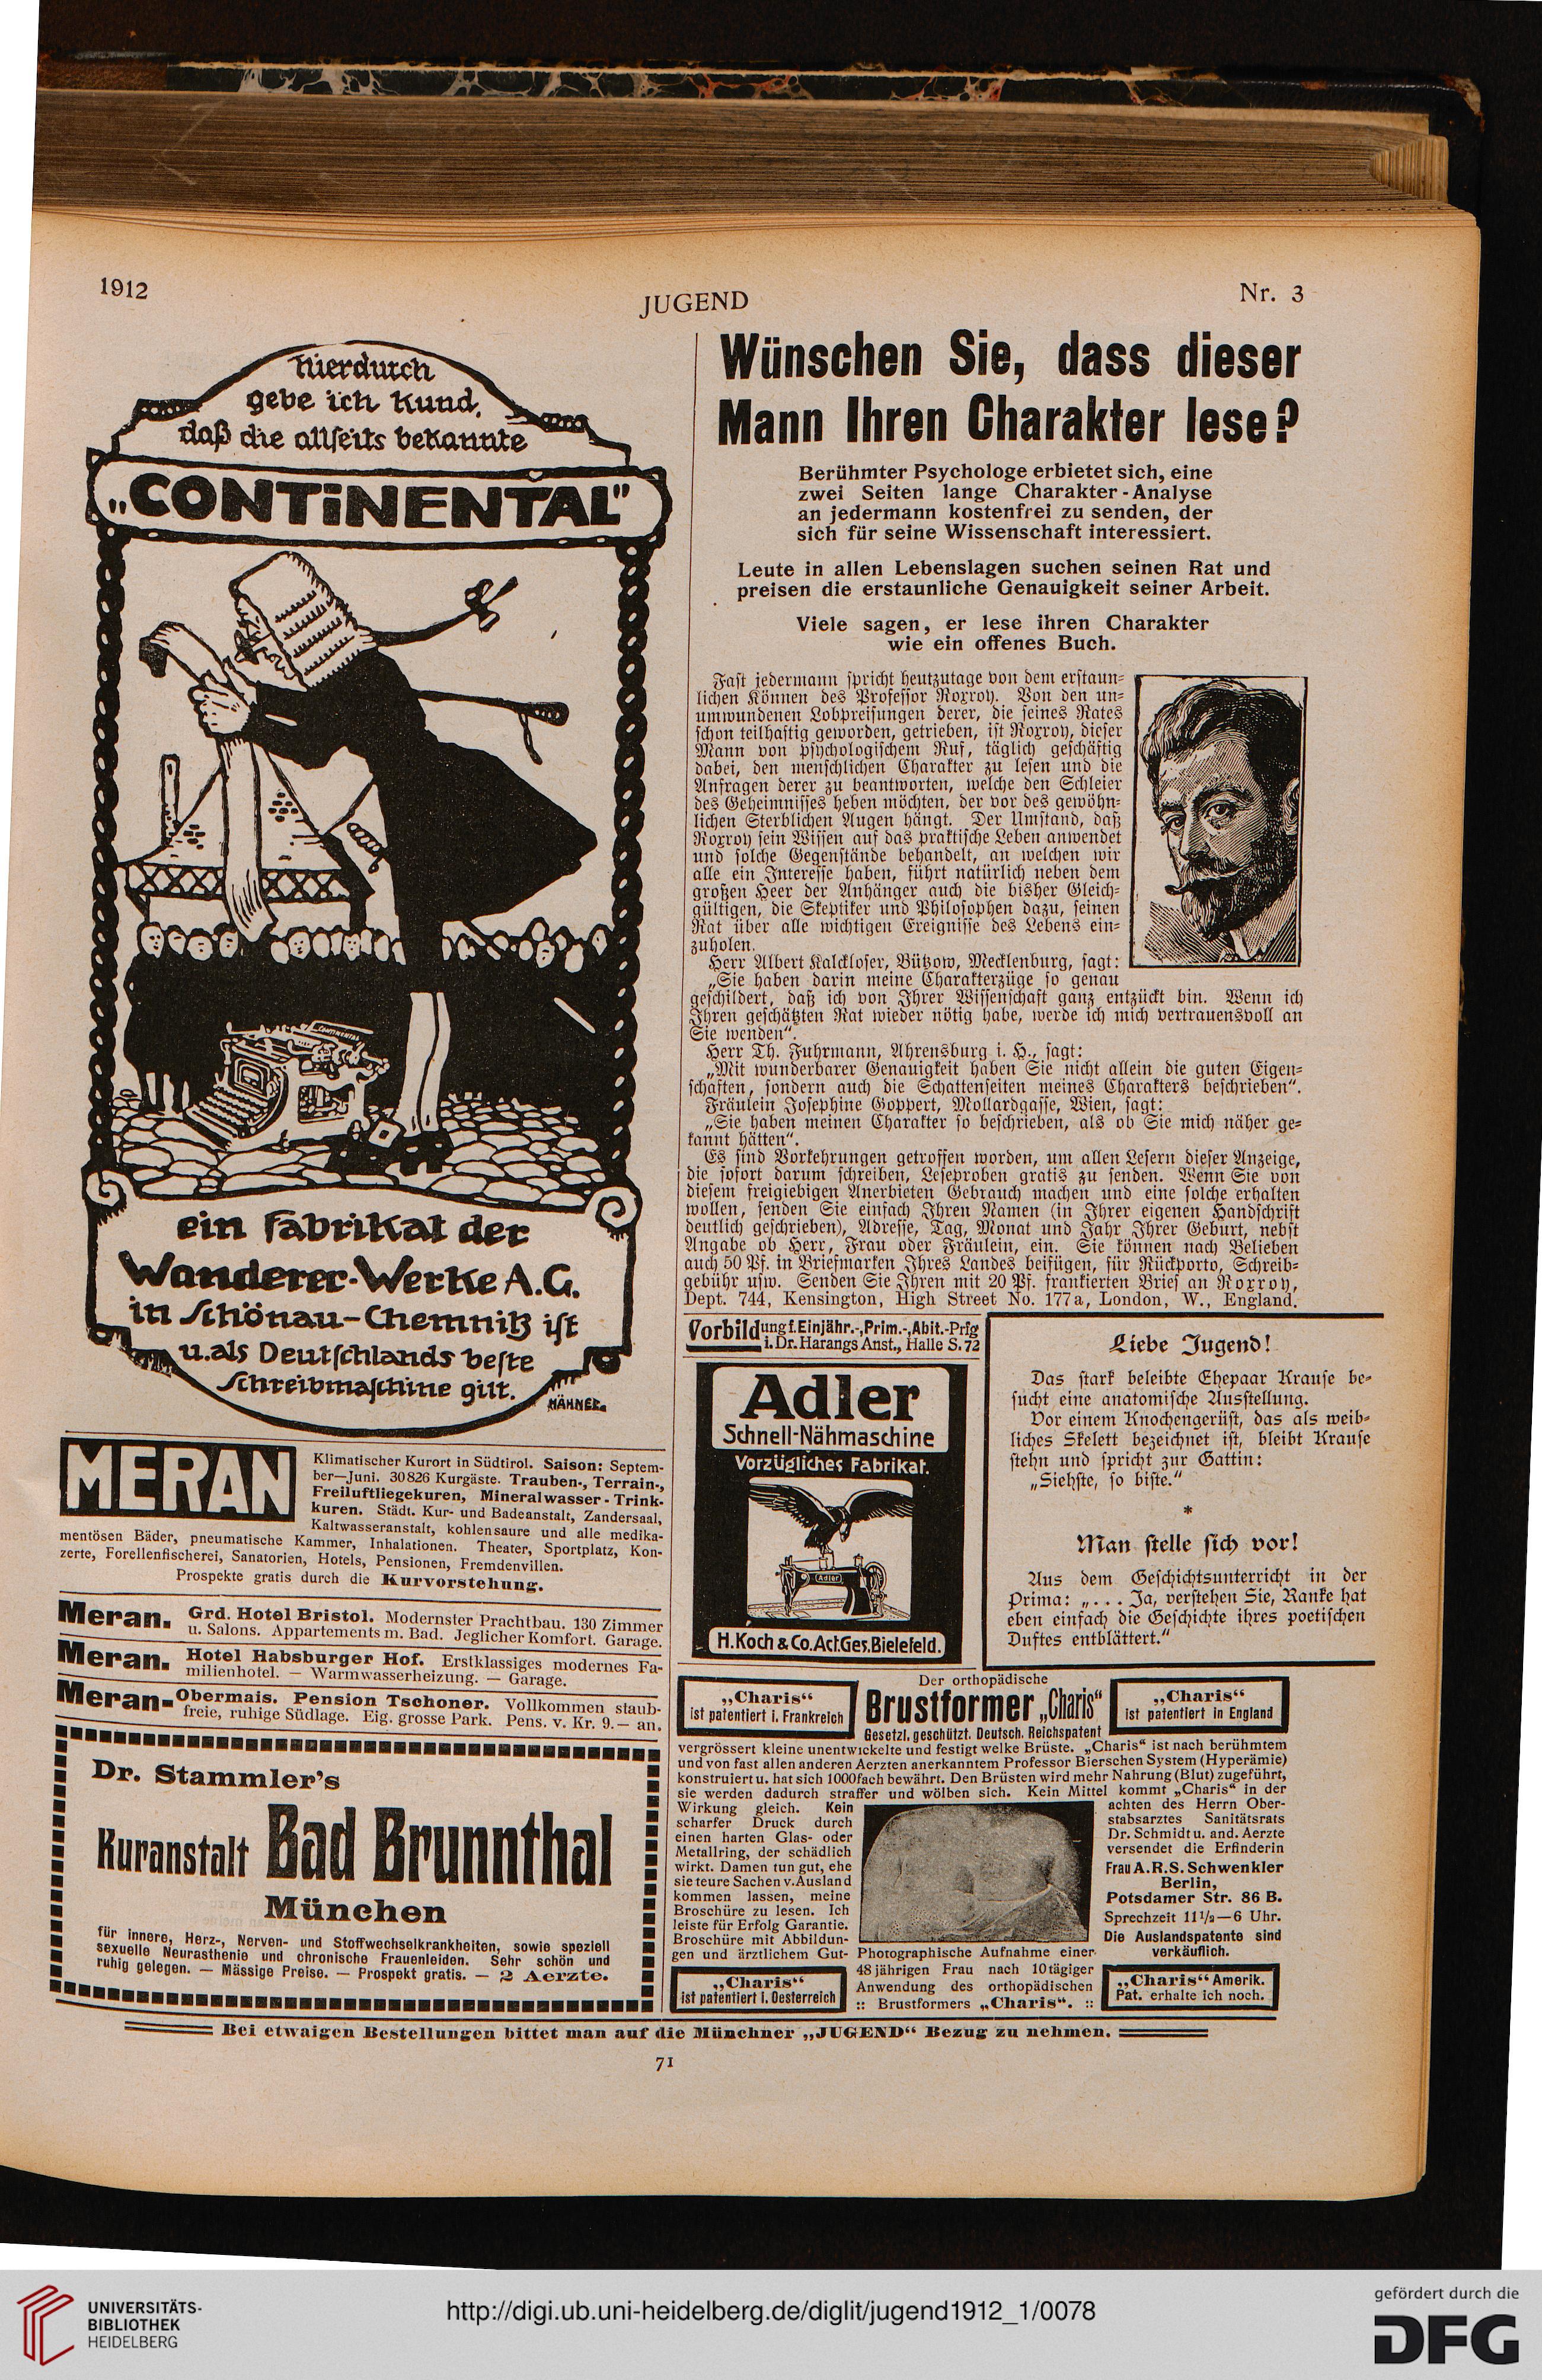 1912
JUGEND
Nr. 3
Hierdurch
gebe ich kund,
daß die allseits bekannte
„CONTiNENTAL"
CONTINENTAL
ein Fabrikat der
Wanderer-Werke A.G.
in Schönau-Chemnitz ist
u. als Deutschlands beste
Schreibmaschine gilt.
HÄHNEL.
MERAN
Klimatischer Kurort in Südtirol. Saison: Septem-
ber—Juni. 30826 Kurgäste. Trauben-, Terrain-,
Freiluftliegekuren, Mineralwasser-Trink-
kuren. Städt. Kur- und Badeanstalt, Zandersaal,
Kaltwasseranstalt, kohlensaure und alle medika-
mentösen Bäder, pneumatische Kammer, Inhalationen. Theater, Sportplatz, Kon-
zerte, Forellenfischerei, Sanatorien, Hotels, Pensionen, Fremdenvillen.
Prospekte gratis durch die Kurvorstehung.
Meran. Grd. Hotel Bristol. Modernster Prachtbau. 130 Zimmer
u. Salons. Appartements m. Bad. Jeglicher Komfort. Garage.
Meran. Hotel Habsburger Hof. Erstklassiges modernes Fa-
milienhotel. — Warmwasserheizung. — Garage.
Meran-Obermais. Pension Tschoner. Vollkommen staub-
freie, ruhige Südlage. Eig. grosse Park. Pens. v. Kr. 9.— an.
Dr. Stammler's
Kuranstalt Bad Brunnthal
München
für innere, Herz-, Nerven- und Stoffwechselkrankheiten, sowie speziell
sexuelle Neurasthenie und chronische Frauenleiden. Sehr schön und
ruhig gelegen. — Mässige Preise. — Prospekt gratis. — 2 Aerzte.
Wünschen Sie, dass dieser
Mann Ihren Charakter lese?
Berühmter Psychologe erbietet sich, eine
zwei Seiten lange Charakter-Analyse
an jedermann kostenfrei zu senden, der
sich für seine Wissenschaft interessiert.
Leute in allen Lebenslagen suchen seinen Rat und
preisen die erstaunliche Genauigkeit seiner Arbeit.
Viele sagen, er lese ihren Charakter
wie ein offenes Buch.
Fast jedermann spricht heutzutage von dem erstaun-
lichen Können des Professor Roxroy. Von den un-
umwundenen Lobpreisungen derer, die seines Rates
schon teilhaftig geworden, getrieben, ist Roxroy, dieser
Mann von psychologischem Ruf, täglich geschäftig
dabei, den menschlichen Charakter zu lesen und die
Anfragen derer zu beantworten, welche den Schleier
des Geheimnisses heben möchten, der vor des gewöhn-
lichen Sterblichen Augen hängt. Der Umstand, daß
Roxroy sein Wissen auf das praktische Leben anwendet
und solche Gegenstände behandelt, an welchen wir
alle ein Interesse haben, führt natürlich neben dem
großen Heer der Anhänger auch die bisher Gleich-
gültigen, die Skeptiker und Philosophen dazu, seinen
Rat über alle wichtigen Ereignisse des Lebens ein-
zuholen.
Herr Albert Kalckloser, Bützow, Mecklenburg, sagt:
„Sie haben darin meine Charakterzüge so genau
geschildert, daß ich von Ihrer Wissenschaft ganz entzückt bin. Wenn ich
Ihren geschätzten Rat wieder nötig habe, werde ich mich vertrauensvoll an
Sie wenden".
Herr Th. Fuhrmann, Ahrensburg i. H., sagt:
„Mit wunderbarer Genauigkeit haben Sie nicht allein die guten Eigen-
schaften, sondern auch die Schattenseiten meines Charakters beschrieben".
Fräulein Josephine Goppert, Mollardgasse, Wien, sagt:
„Sie haben meinen Charakter so beschrieben, als ob Sie mich näher ge-
kannt hätten".
Es sind Vorkehrungen getroffen worden, um allen Lesern dieser Anzeige,
die sofort darum schreiben, Leseproben gratis zu senden. Wenn Sie von
diesem freigiebigen Anerbieten Gebrauch machen und eine solche erhalten
wollen, senden Sie einfach Ihren Namen (in Ihrer eigenen Handschrift
deutlich geschrieben), Adresse, Tag, Monat und Jahr Ihrer Geburt, nebst
Angabe ob Herr, Frau oder Fräulein, ein. Sie können nach Belieben
auch 50 Pf. in Briefmarken Ihres Landes beifügen, für Rückporto, Schreib-
gebühr usw. Senden Sie Ihren mit 20 Pf. frankierten Brief an Roxroy,
Dept. 744, Kensington, High Street No. 177a, London, W., England.
Vorbildung f. Einjähr.-, Prim.-, Abit.-Prfg
i. Dr. Harangs Anst., Halle S. 72
Adler
Schnell-Nähmaschine
Vorzügliches Fabrikat.
Adler
H. Koch & Co. Act. Ges. Bielefeld.
Liebe Jugend!
Das stark beleibte Ehepaar Krause be-
sucht eine anatomische Ausstellung.
Vor einem Knochengerüst, das als weib-
liches Skelett bezeichnet ist, bleibt Krause
stehn und spricht zur Gattin:
„Siehste, so biste."
*
Man stelle sich vor!
Aus dem Geschichtsunterricht in der
Prima: „... Ja, verstehen Sie, Ranke hat
eben einfach die Geschichte ihres poetischen
Duftes entblättert."
„Charis"
ist patentiert i. Frankreich
Der orthopädische
Brustformer „Charis"
Gesetzl. geschützt. Deutsch. Reichspatent
„Charis"
ist patentiert in England
vergrössert kleine unentwickelte und festigt welke Brüste. „Charis" ist nach berühmtem
und von fast allen anderen Aerzten anerkanntem Professor Bierschen System (Hyperämie)
konstruiert u. hat sich 1000fach bewährt. Den Brüsten wird mehr Nahrung (Blut) zugeführt,
sie werden dadurch straffer und wölben sich. Kein Mittel kommt „Charis" in der
Wirkung gleich. Kein
scharfer Druck durch
einen harten Glas- oder
Metallring, der schädlich
wirkt. Damen tun gut, ehe
sie teure Sachen v. Ausland
kommen lassen, meine
Broschüre zu lesen. Ich
leiste für Erfolg Garantie.
Broschüre mit Abbildun-
gen und ärztlichem Gut-
achten des Herrn Ober-
stabsarztes Sanitätsrats
Dr. Schmidt u. and. Aerzte
versendet die Erfinderin
Frau A. R. S. Schwenkler
Berlin,
Potsdamer Str. 86 B.
Sprechzeit 11½—6 Uhr.
Die Auslandspatente sind
verkäuflich.
Photographische Aufnahme einer
48 jährigen Frau nach 10tägiger
Anwendung des orthopädischen
:: Brustformers „Charis". ::
„Charis"
ist patentiert i. Oesterreich
„Charis" Amerik.
Pat. erhalte ich noch.
Bei etwaigen Bestellungen bittet man auf die Münchner „JUGEND" Bezug zu nehmen.
71
UNIVERSITÄTS-
BIBLIOTHEK
HEIDELBERG
http://digi.ub.uni-heidelberg.de/diglit/jugend1912_1/0078
gefördert durch die
DFG